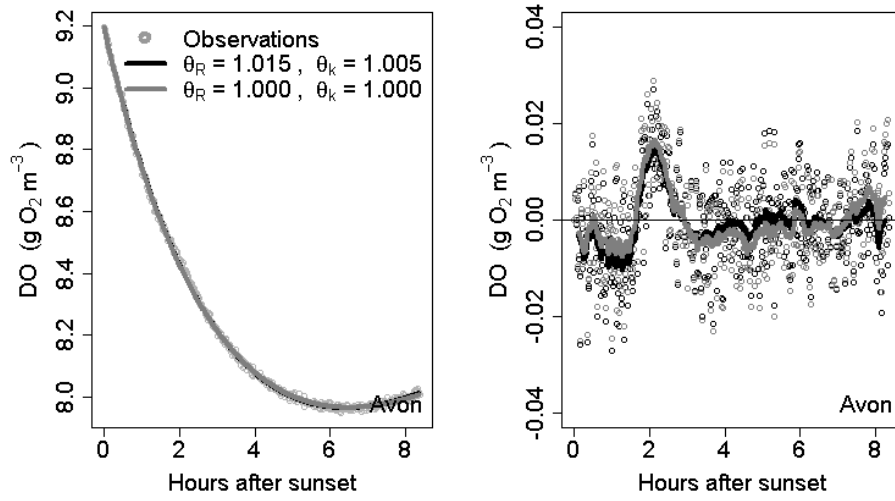 9.2
9.0
8.8
8.6
8.4
8.2
8.0
DO (g O₂ m⁻³)
Observations
θR = 1.015 , θk = 1.005
θR = 1.000 , θk = 1.000
Avon
0 2 4 6 8
Hours after sunset
0.04
0.02
0.00
-0.02
-0.04
DO (g O₂ m⁻³)
Avon
0 2 4 6 8
Hours after sunset